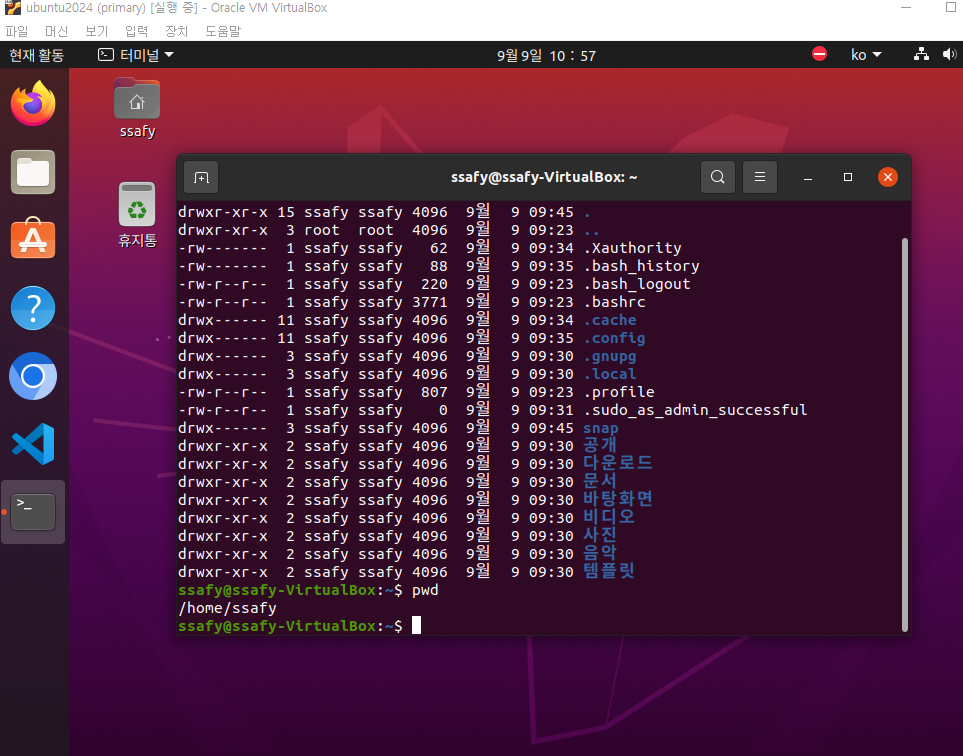 ubuntu2024 (primary) [실행 중] - Oracle VM VirtualBox
파일 머신 보기 입력 장치 도움말
현재 활동 터미널 9월 9일 10 : 57 ko
ssafy
휴지통
ssafy@ssafy-VirtualBox: ~
drwxr-xr-x 15 ssafy ssafy 4096 9월 9 09:45 .
drwxr-xr-x 3 root root 4096 9월 9 09:23 ..
-rw------- 1 ssafy ssafy 62 9월 9 09:34 .Xauthority
-rw------- 1 ssafy ssafy 88 9월 9 09:35 .bash_history
-rw-r--r-- 1 ssafy ssafy 220 9월 9 09:23 .bash_logout
-rw-r--r-- 1 ssafy ssafy 3771 9월 9 09:23 .bashrc
drwx------ 11 ssafy ssafy 4096 9월 9 09:34 .cache
drwx------ 11 ssafy ssafy 4096 9월 9 09:35 .config
drwx------ 3 ssafy ssafy 4096 9월 9 09:30 .gnupg
drwx------ 3 ssafy ssafy 4096 9월 9 09:30 .local
-rw-r--r-- 1 ssafy ssafy 807 9월 9 09:23 .profile
-rw-r--r-- 1 ssafy ssafy 0 9월 9 09:31 .sudo_as_admin_successful
drwx------ 3 ssafy ssafy 4096 9월 9 09:45 snap
drwxr-xr-x 2 ssafy ssafy 4096 9월 9 09:30 공개
drwxr-xr-x 2 ssafy ssafy 4096 9월 9 09:30 다운로드
drwxr-xr-x 2 ssafy ssafy 4096 9월 9 09:30 문서
drwxr-xr-x 2 ssafy ssafy 4096 9월 9 09:30 바탕화면
drwxr-xr-x 2 ssafy ssafy 4096 9월 9 09:30 비디오
drwxr-xr-x 2 ssafy ssafy 4096 9월 9 09:30 사진
drwxr-xr-x 2 ssafy ssafy 4096 9월 9 09:30 음악
drwxr-xr-x 2 ssafy ssafy 4096 9월 9 09:30 템플릿
ssafy@ssafy-VirtualBox:~$ pwd
/home/ssafy
ssafy@ssafy-VirtualBox:~$